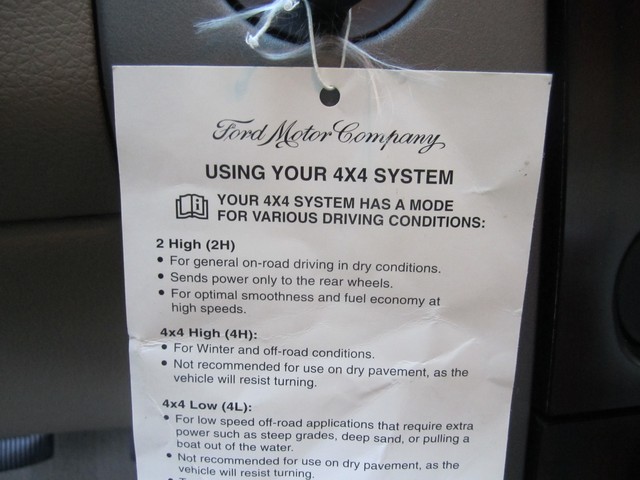 Ford Motor Company
USING YOUR 4X4 SYSTEM
YOUR 4X4 SYSTEM HAS A MODE
FOR VARIOUS DRIVING CONDITIONS:
2 High (2H)
• For general on-road driving in dry conditions.
• Sends power only to the rear wheels.
• For optimal smoothness and fuel economy at
high speeds.
4x4 High (4H):
• For Winter and off-road conditions.
• Not recommended for use on dry pavement, as the
vehicle will resist turning.
4x4 Low (4L):
• For low speed off-road applications that require extra
power such as steep grades, deep sand, or pulling a
boat out of the water.
• Not recommended for use on dry pavement, as the
vehicle will resist turning.